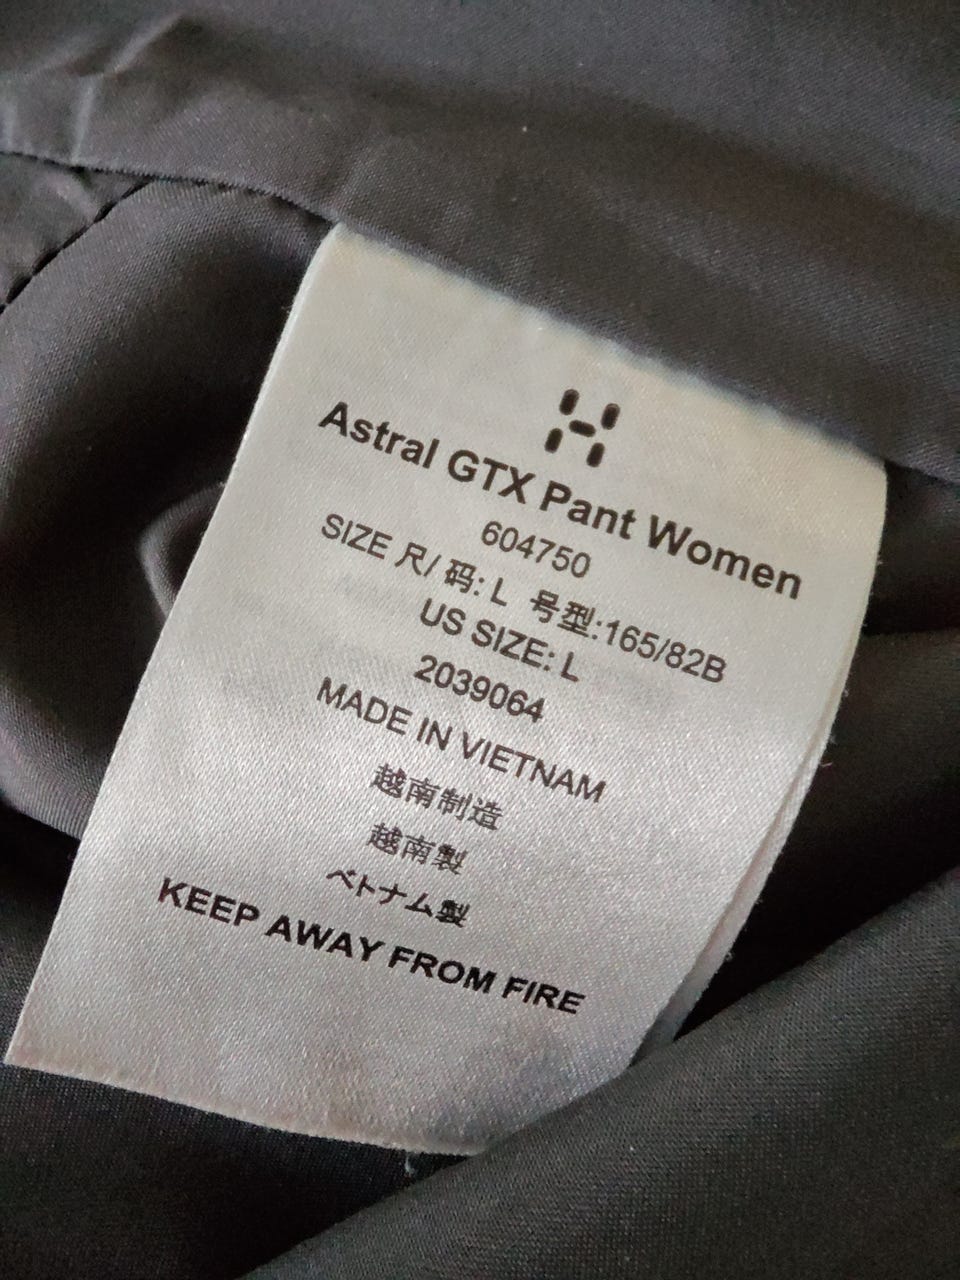 Astral GTX Pant Women
604750
SIZE 尺/ 码: L 号型:165/82B
US SIZE: L
2039064
MADE IN VIETNAM
越南制造
越南製
ベトナム製
KEEP AWAY FROM FIRE